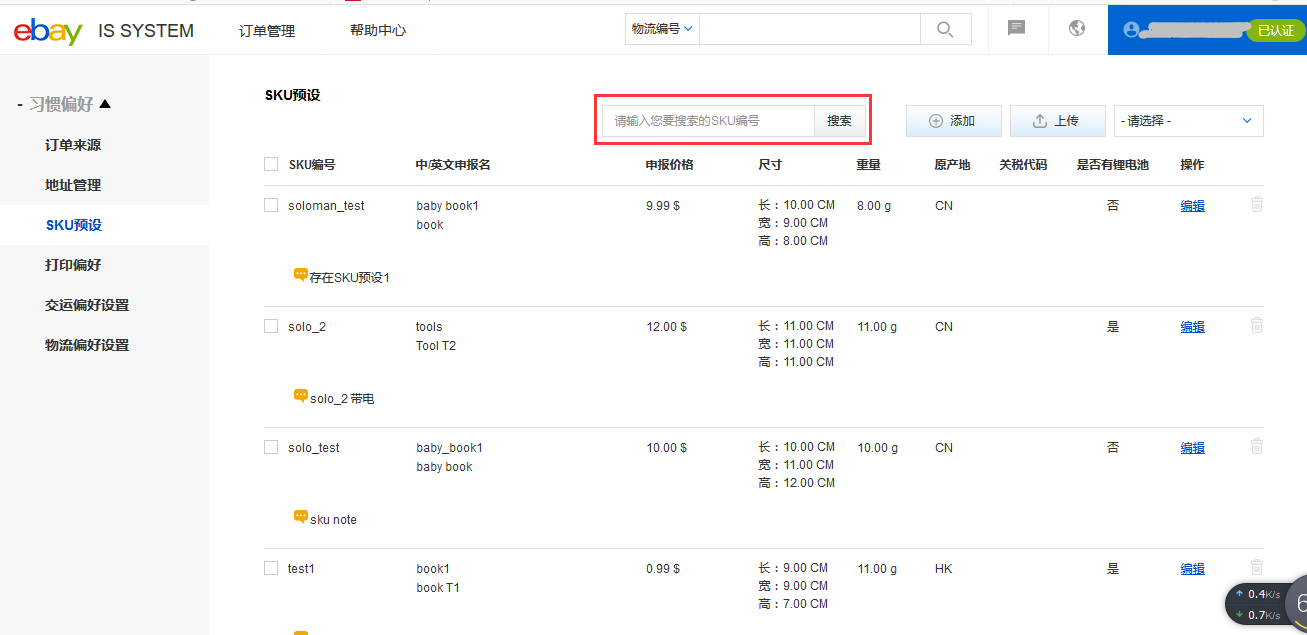 ebay IS SYSTEM 订单管理 帮助中心 物流编号 已认证
- 习惯偏好
订单来源
地址管理
SKU预设
打印偏好
交运偏好设置
物流偏好设置
SKU预设
请输入您要搜索的SKU编号 搜索 添加 上传 - 请选择 -
SKU编号 中/英文申报名 申报价格 尺寸 重量 原产地 关税代码 是否有锂电池 操作
soloman_test baby book1 9.99 $ 长：10.00 CM 8.00 g CN 否 编辑
book 宽：9.00 CM
高：8.00 CM
存在SKU预设1
solo_2 tools 12.00 $ 长：11.00 CM 11.00 g CN 是 编辑
Tool T2 宽：11.00 CM
高：11.00 CM
solo_2 带电
solo_test baby_book1 10.00 $ 长：10.00 CM 10.00 g CN 否 编辑
baby book 宽：11.00 CM
高：12.00 CM
sku note
test1 book1 0.99 $ 长：9.00 CM 11.00 g HK 是 编辑
book T1 宽：9.00 CM
高：7.00 CM
0.4K/s
0.7K/s